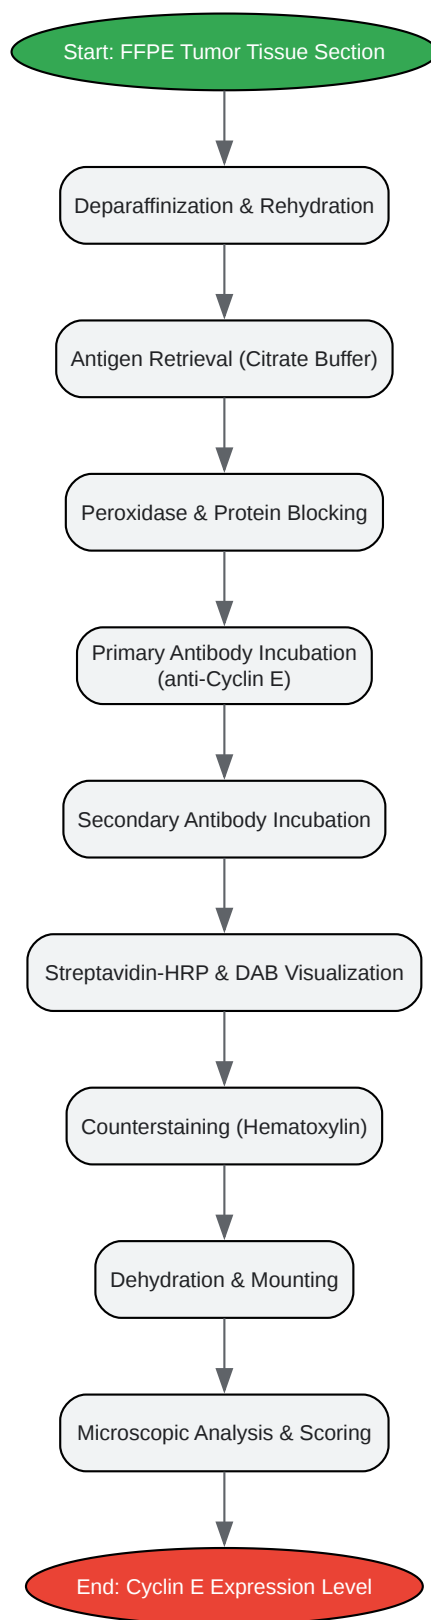 Start: FFPE Tumor Tissue Section
Deparaffinization & Rehydration
Antigen Retrieval (Citrate Buffer)
Peroxidase & Protein Blocking
Primary Antibody Incubation
(anti-Cyclin E)
Secondary Antibody Incubation
Streptavidin-HRP & DAB Visualization
Counterstaining (Hematoxylin)
Dehydration & Mounting
Microscopic Analysis & Scoring
End: Cyclin E Expression Level